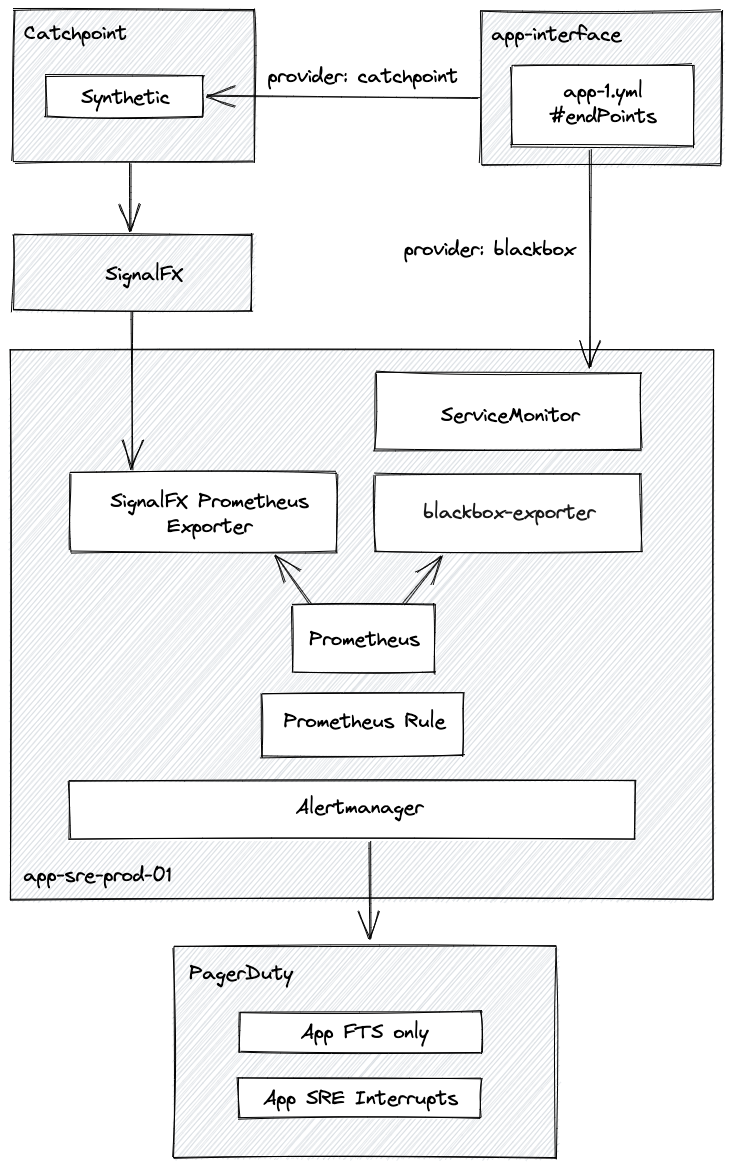 Catchpoint
app-interface
provider: catchpoint
Synthetic
app-1.yml
#endPoints
provider: blackbox
SignalFX
ServiceMonitor
SignalFX Prometheus
Exporter
blackbox-exporter
Prometheus
Prometheus Rule
Alertmanager
app-sre-prod-01
PagerDuty
App FTS only
App SRE Interrupts